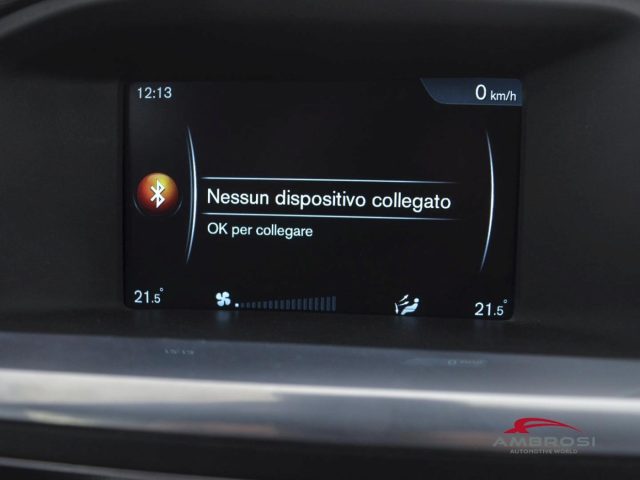 12:13
0 km/h
Nessun dispositivo collegato
OK per collegare
21.5°
21.5°
AMBROSI
AUTOMOTIVE WORLD